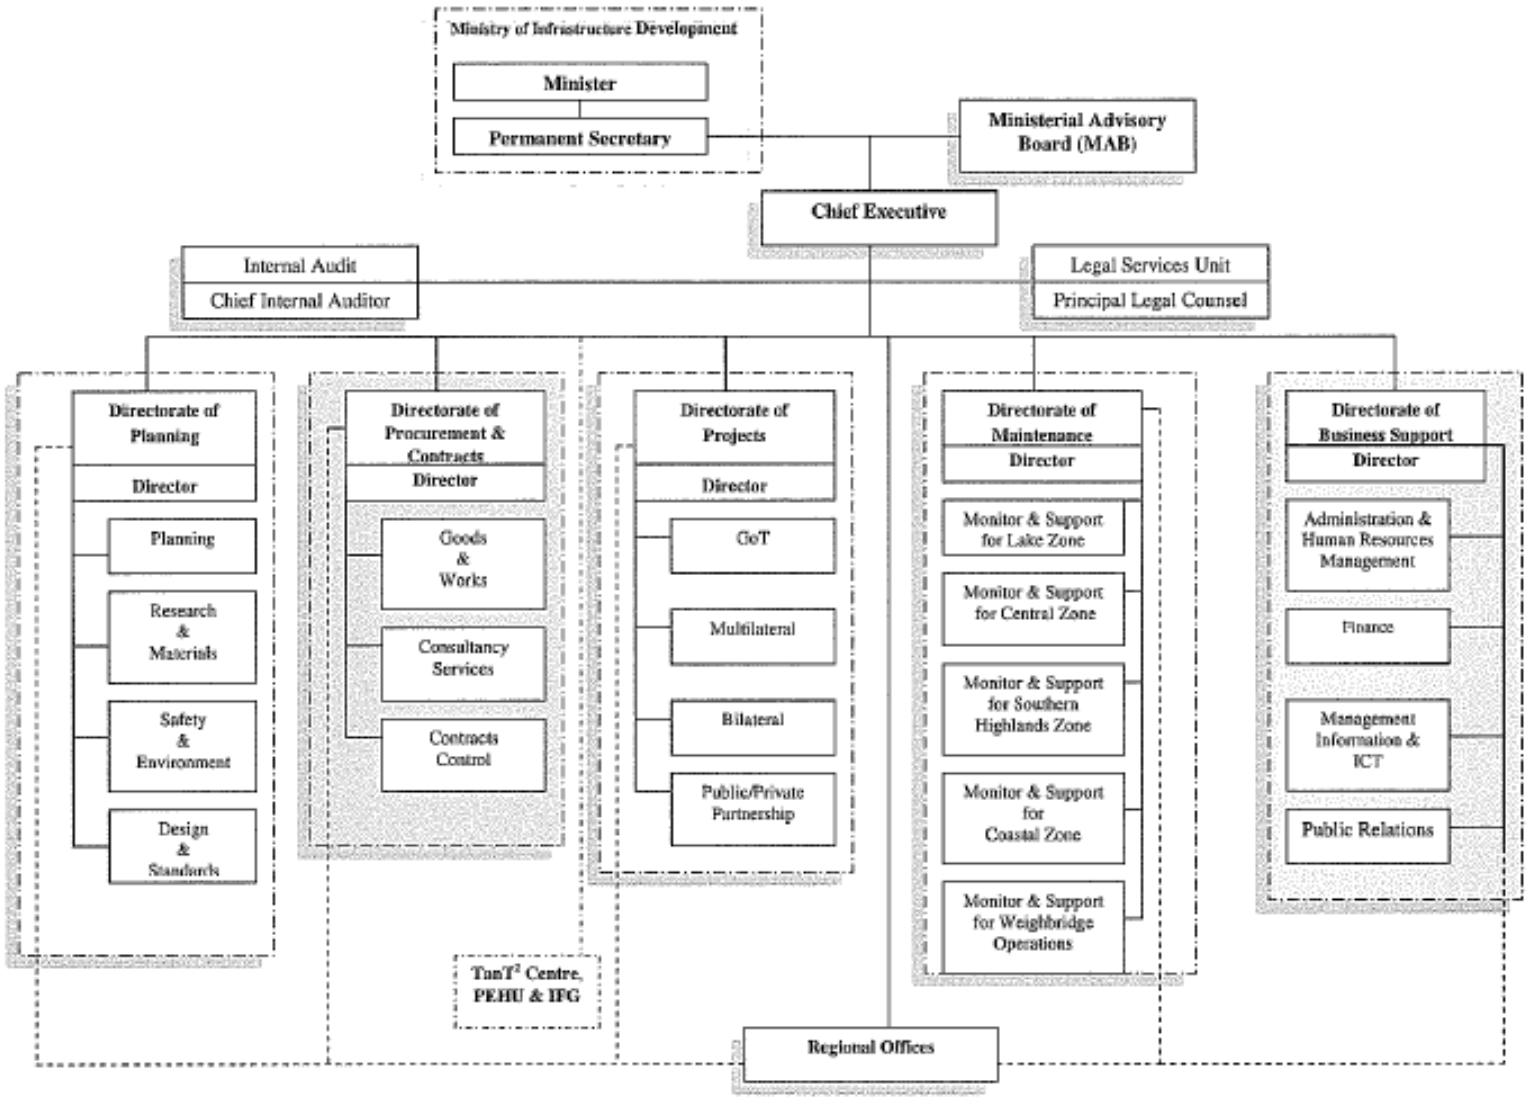 Ministry of Infrastructure Development
Minister
Permanent Secretary
Ministerial Advisory
Board (MAB)
Chief Executive
Internal Audit
Chief Internal Auditor
Legal Services Unit
Principal Legal Counsel
Directorate of
Planning
Director
Planning
Research
&
Materials
Safety
&
Environment
Design
&
Standards
Directorate of
Procurement &
Contracts
Director
Goods
&
Works
Consultancy
Services
Contracts
Control
Directorate of
Projects
Director
GoT
Multilateral
Bilateral
Public/Private
Partnership
Directorate of
Maintenance
Director
Monitor & Support
for Lake Zone
Monitor & Support
for Central Zone
Monitor & Support
for Southern
Highlands Zone
Monitor & Support
for
Coastal Zone
Monitor & Support
for Weighbridge
Operations
Directorate of
Business Support
Director
Administration &
Human Resources
Management
Finance
Management
Information &
ICT
Public Relations
TanT² Centre,
PEHU & IFG
Regional Offices